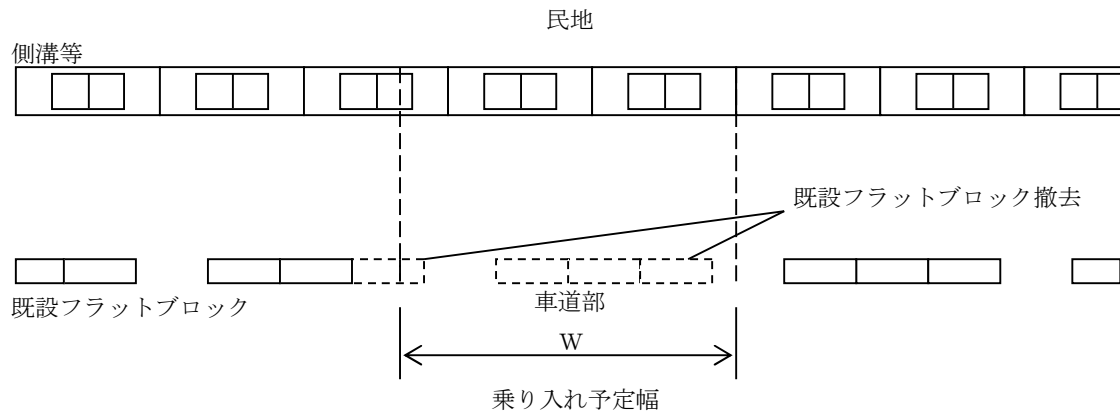 民地
側溝等
既設フラットブロック撤去
既設フラットブロック
車道部
W
乗り入れ予定幅